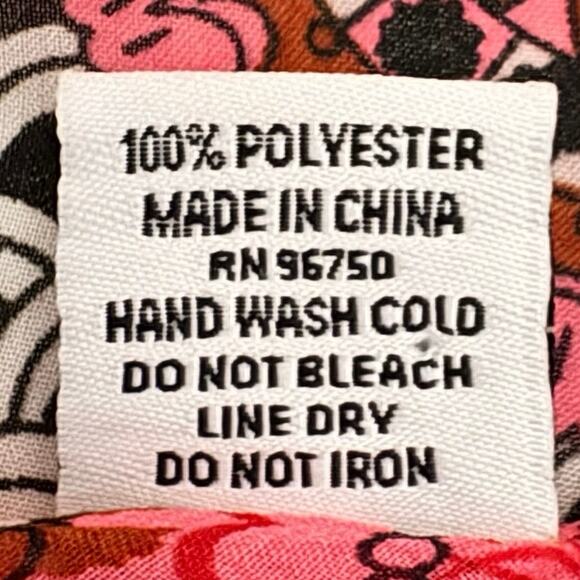 100% POLYESTER
MADE IN CHINA
RN 96750
HAND WASH COLD
DO NOT BLEACH
LINE DRY
DO NOT IRON